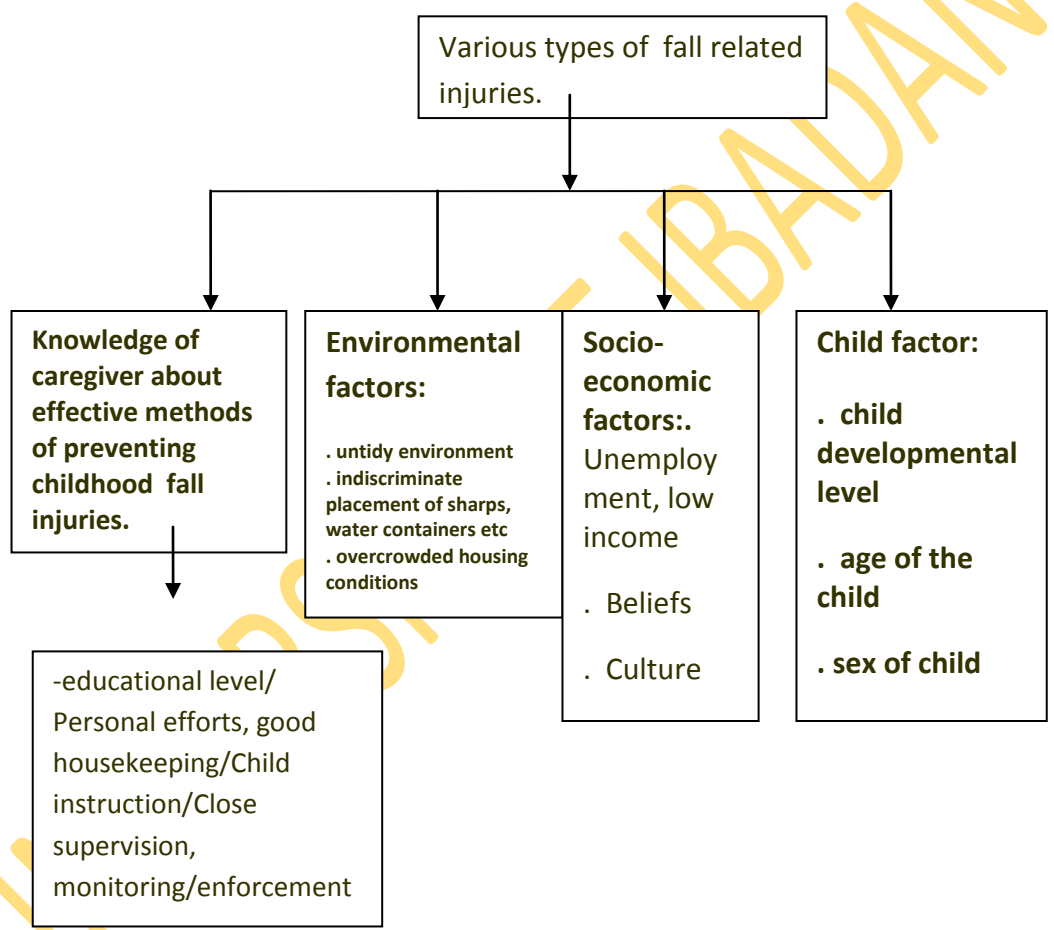 Various types of fall related
injuries.
Knowledge of
caregiver about
effective methods
of preventing
childhood fall
injuries.
Environmental
factors:
. untidy environment
. indiscriminate
placement of sharps,
water containers etc
. overcrowded housing
conditions
Socio-
economic
factors:.
Unemploy
ment, low
income
. Beliefs
. Culture
Child factor:
. child
developmental
level
. age of the
child
. sex of child
-educational level/
Personal efforts, good
housekeeping/Child
instruction/Close
supervision,
monitoring/enforcement
IBADAN